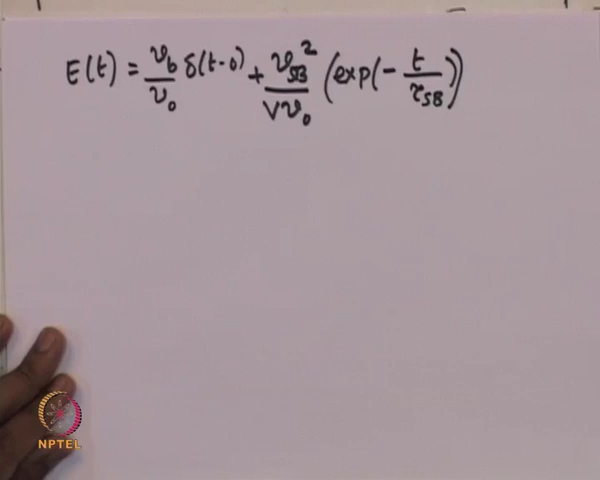 E(t) = v_b/v_0 δ(t-0) + v_SB^2/(V v_0) (exp(-t/τ_SB))
NPTEL